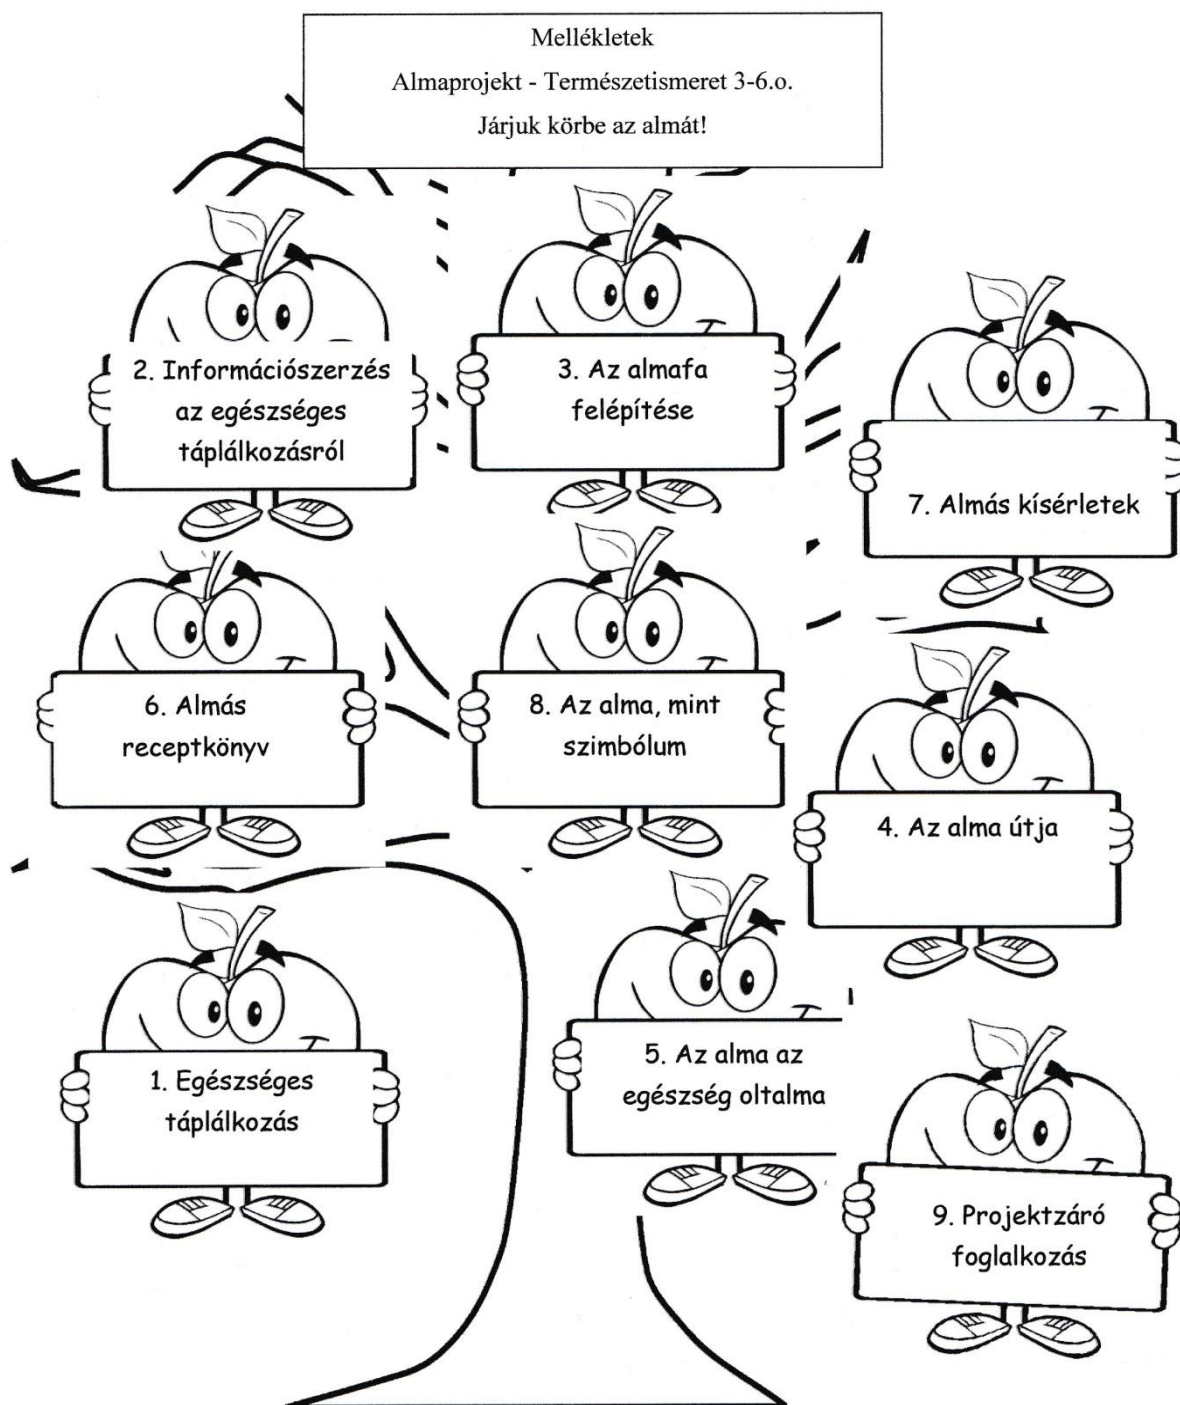 Mellékletek
Almaprojekt - Természetismeret 3-6.o.
Járjuk körbe az almát!
2. Információszerzés
az egészséges
táplálkozásról
3. Az almafa
felépítése
7. Almás kísérletek
6. Almás
receptkönyv
8. Az alma, mint
szimbólum
4. Az alma útja
1. Egészséges
táplálkozás
5. Az alma az
egészség oltalma
9. Projektzáró
foglalkozás